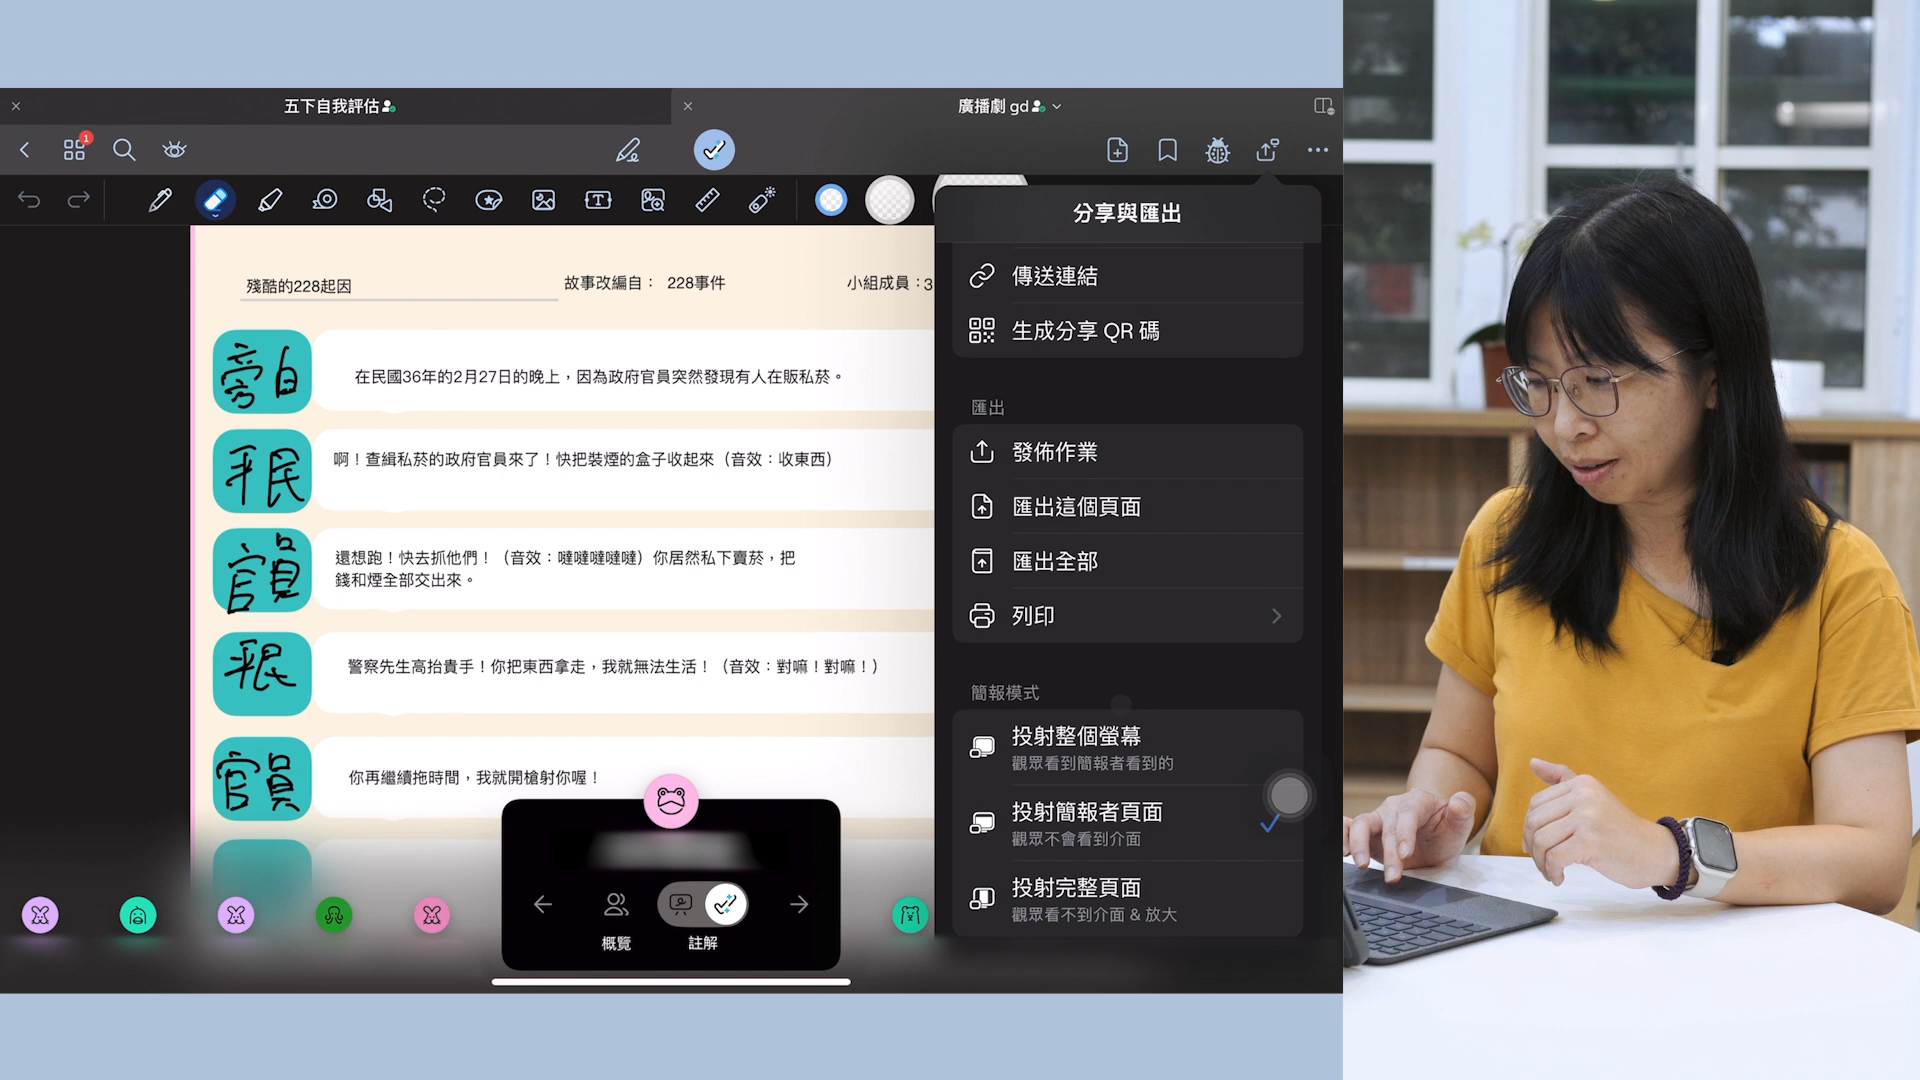 五下自我評估
廣播劇 gd
1
分享與匯出
殘酷的228起因
故事改編自： 228事件
小組成員：3
旁白
在民國36年的2月27日的晚上，因為政府官員突然發現有人在販私菸。
平民
啊！查緝私菸的政府官員來了！快把裝煙的盒子收起來（音效：收東西）
官員
還想跑！快去抓他們！（音效：噠噠噠噠噠）你居然私下賣菸，把
錢和煙全部交出來。
平民
警察先生高抬貴手！你把東西拿走，我就無法生活！（音效：對嘛！對嘛！）
官員
你再繼續拖時間，我就開槍射你喔！
概覽
註解
傳送連結
生成分享 QR 碼
匯出
發佈作業
匯出這個頁面
匯出全部
列印
簡報模式
投射整個螢幕
觀眾看到簡報者看到的
投射簡報者頁面
觀眾不會看到介面
投射完整頁面
觀眾看不到介面 & 放大